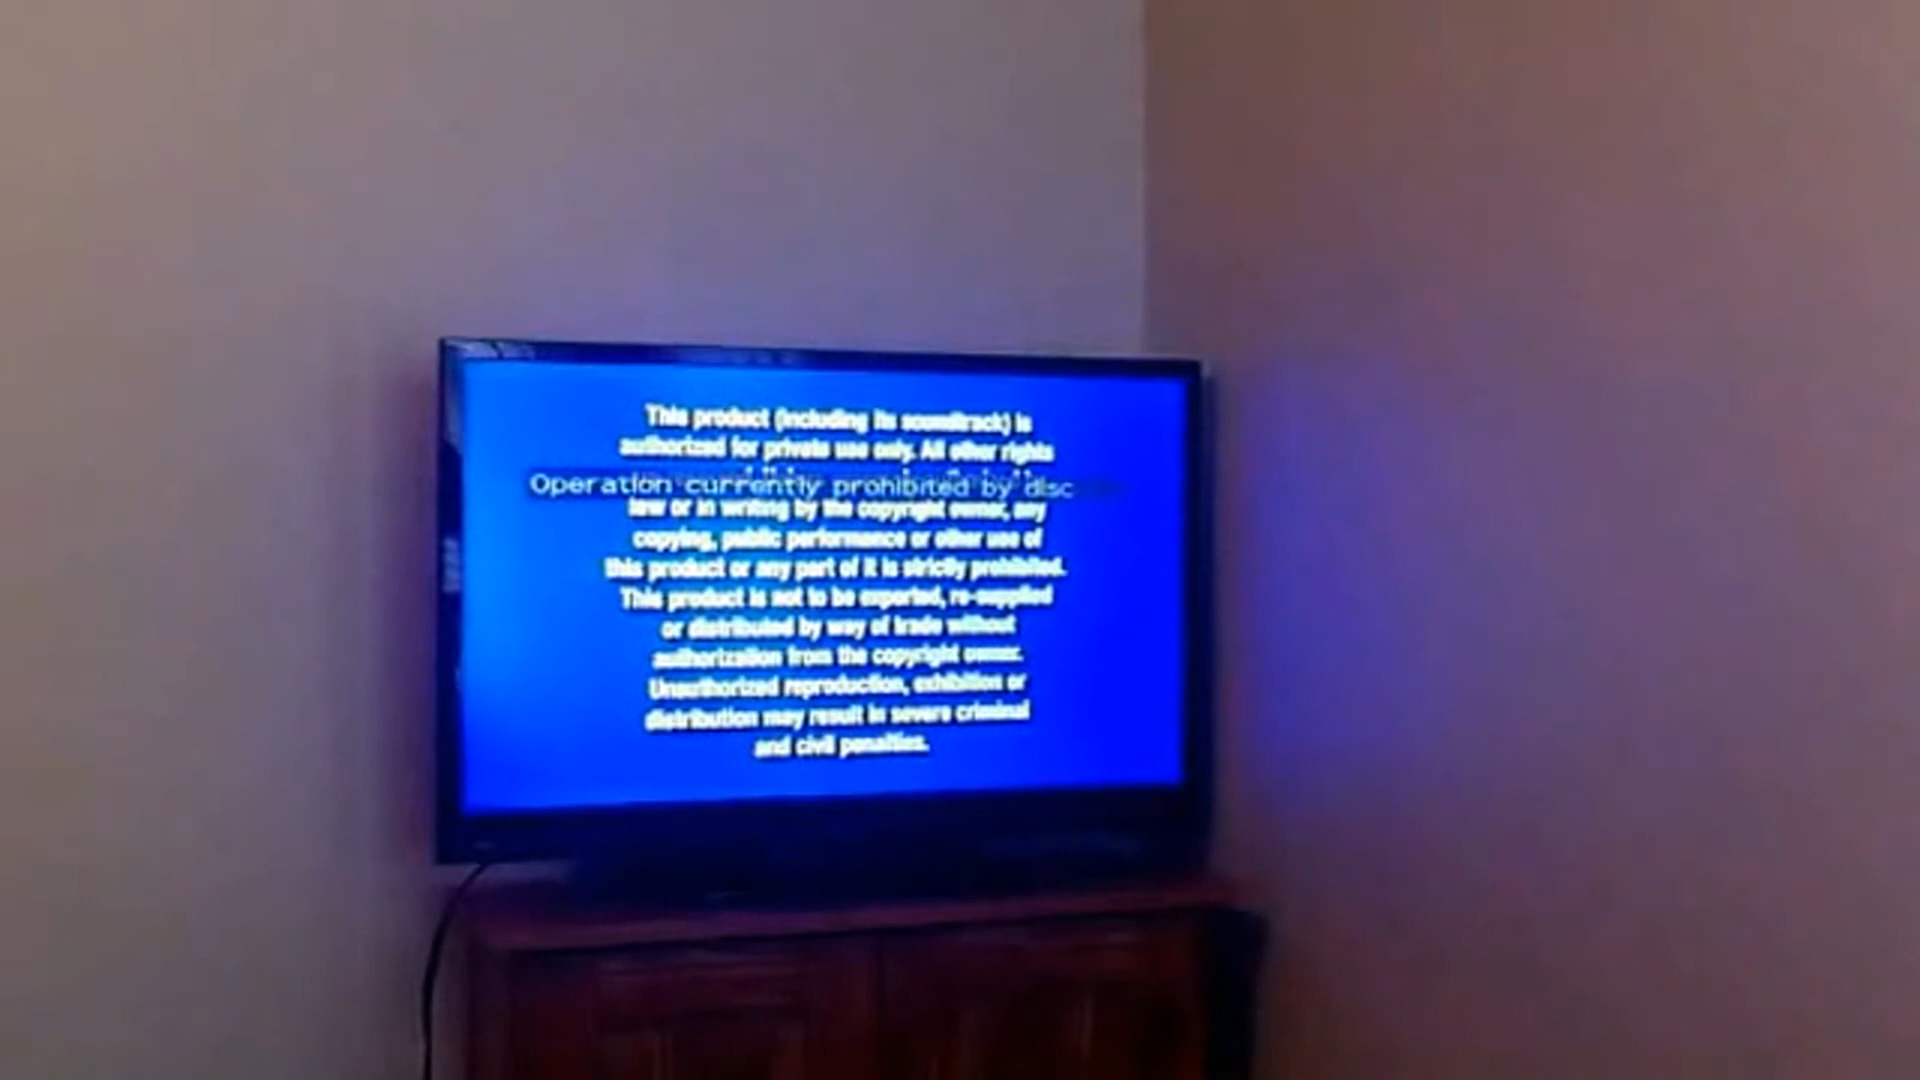 This product (including its soundtrack) is
authorized for private use only. All other rights
Operation currently prohibited by disc
law or in writing by the copyright owner, any
copying, public performance or other use of
this product or any part of it is strictly prohibited.
This product is not to be exported, re-supplied
or distributed by way of trade without
authorization from the copyright owner.
Unauthorized reproduction, exhibition or
distribution may result in severe criminal
and civil penalties.